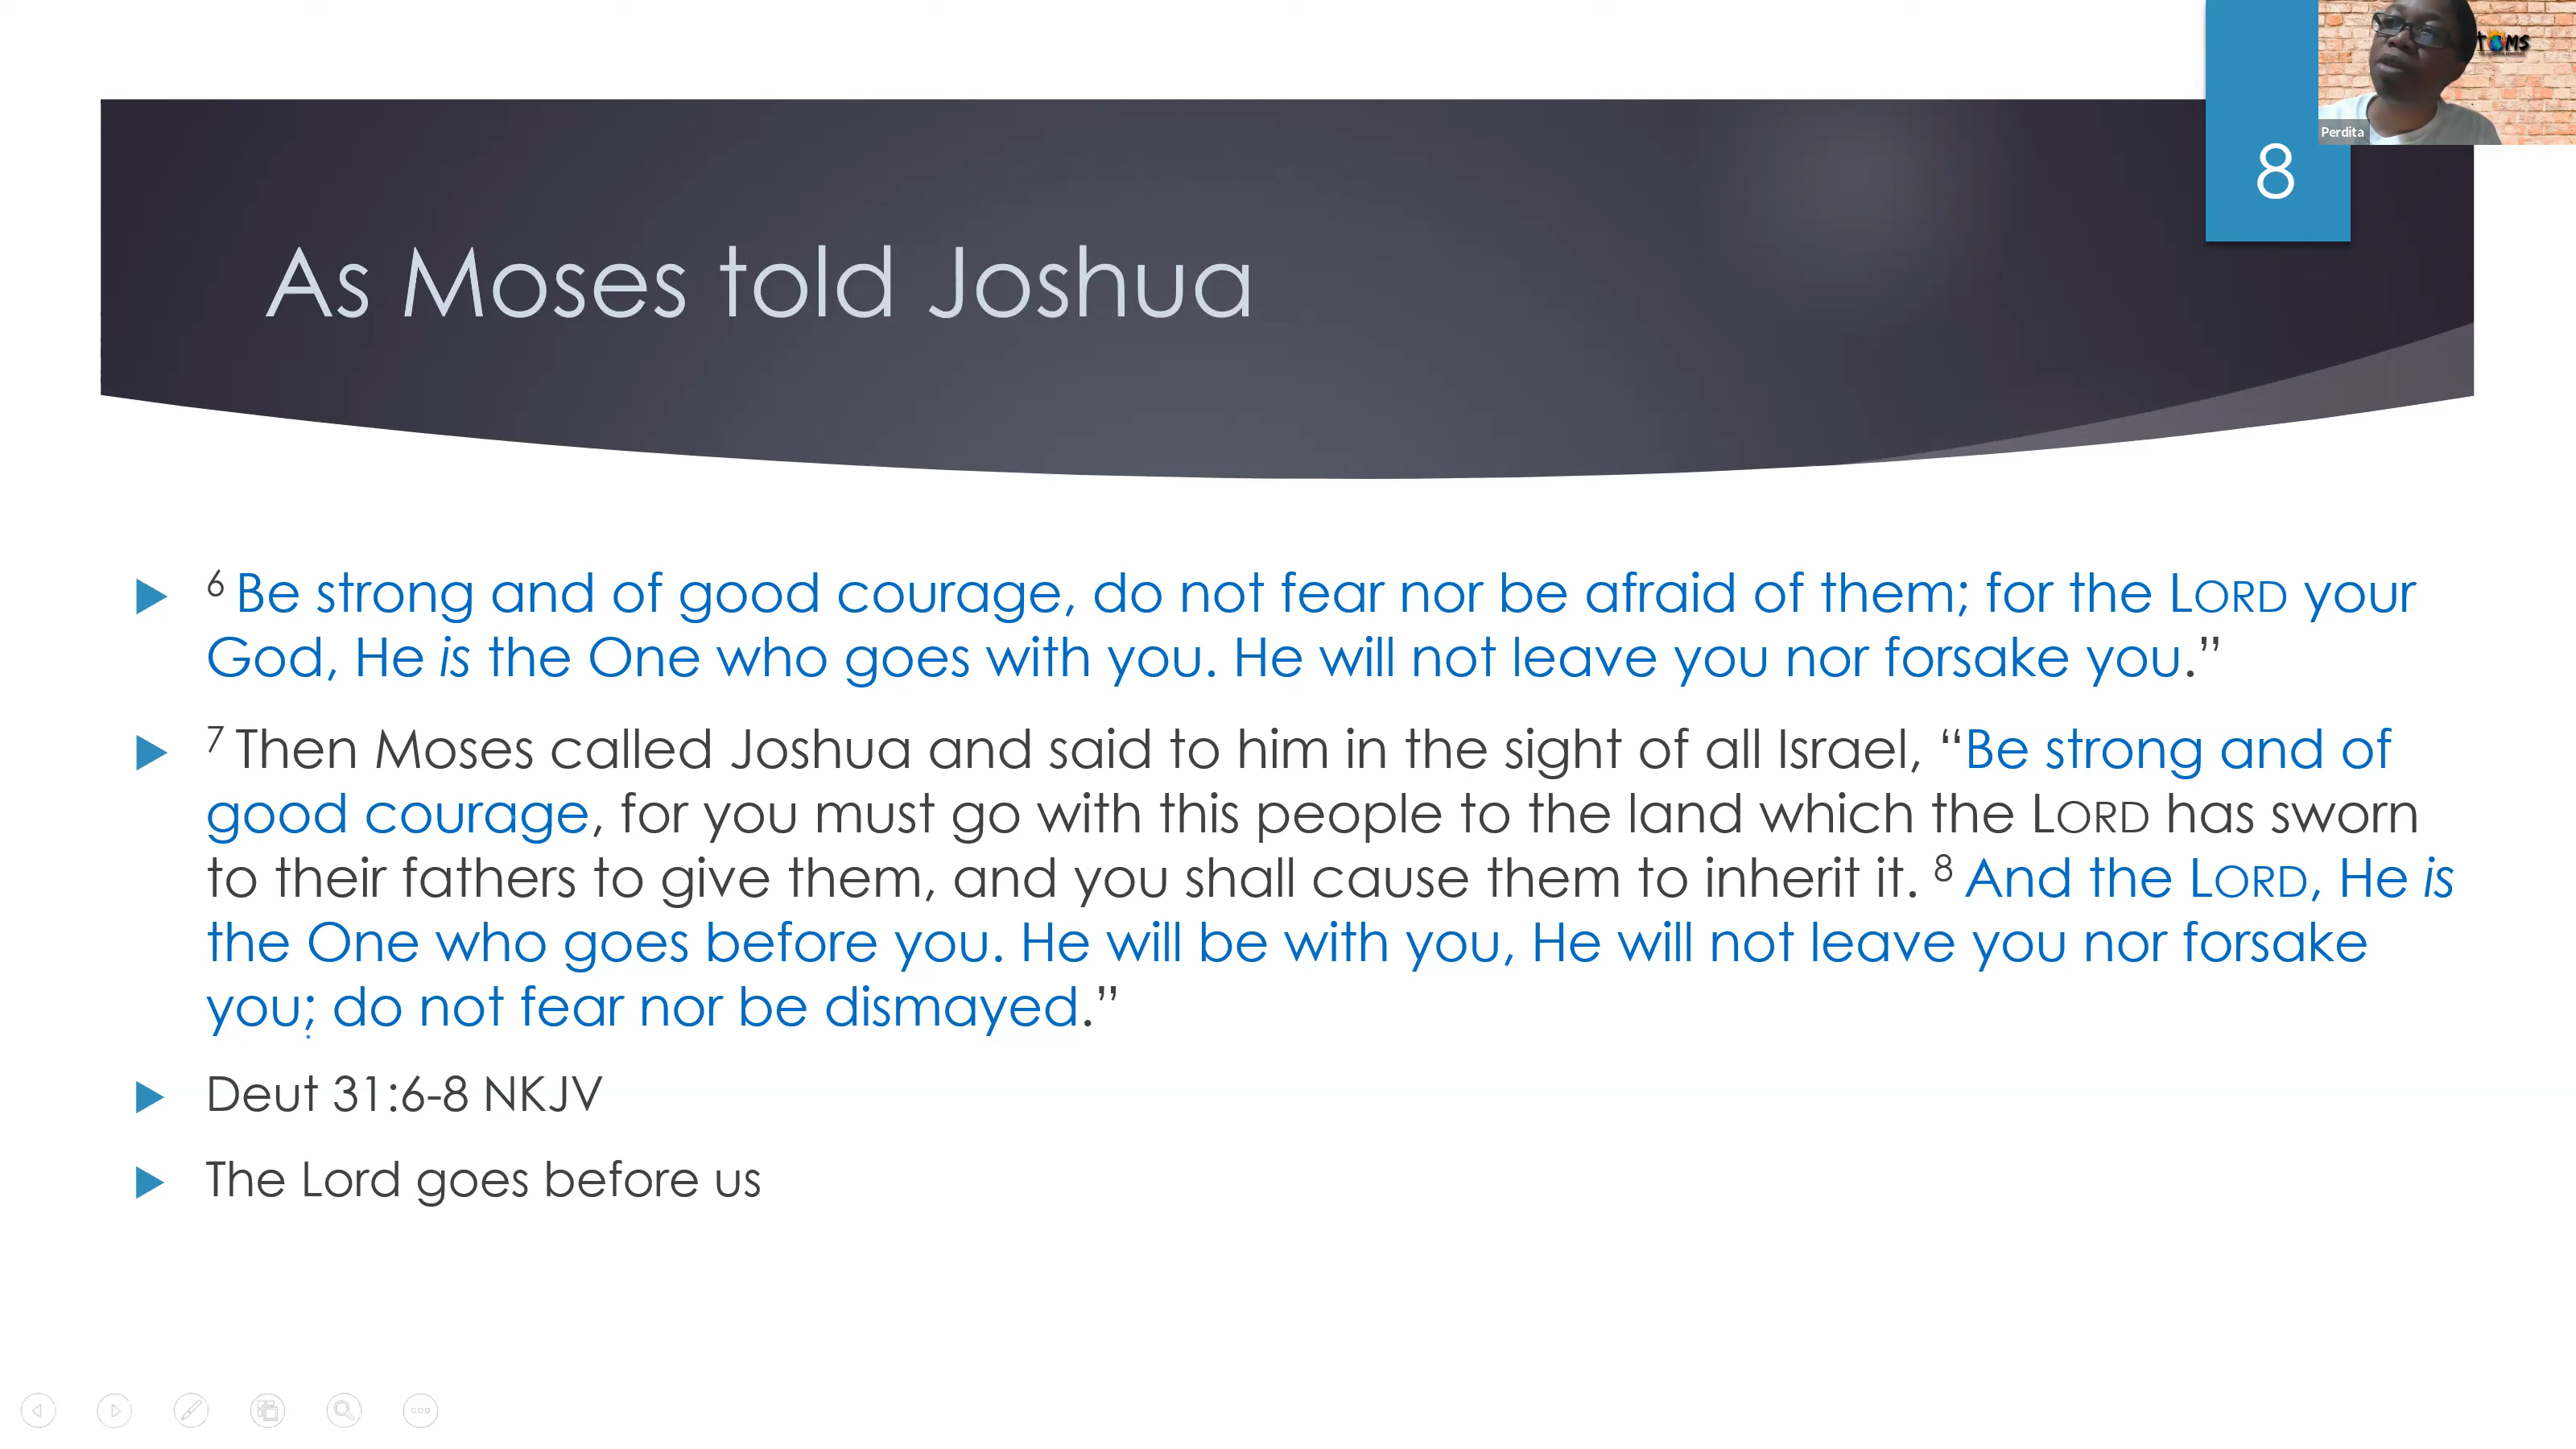 8
TOMS
Perdita
As Moses told Joshua
6 Be strong and of good courage, do not fear nor be afraid of them; for the LORD your
God, He is the One who goes with you. He will not leave you nor forsake you.”
7 Then Moses called Joshua and said to him in the sight of all Israel, “Be strong and of
good courage, for you must go with this people to the land which the LORD has sworn
to their fathers to give them, and you shall cause them to inherit it. 8 And the LORD, He is
the One who goes before you. He will be with you, He will not leave you nor forsake
you; do not fear nor be dismayed.”
Deut 31:6-8 NKJV
The Lord goes before us